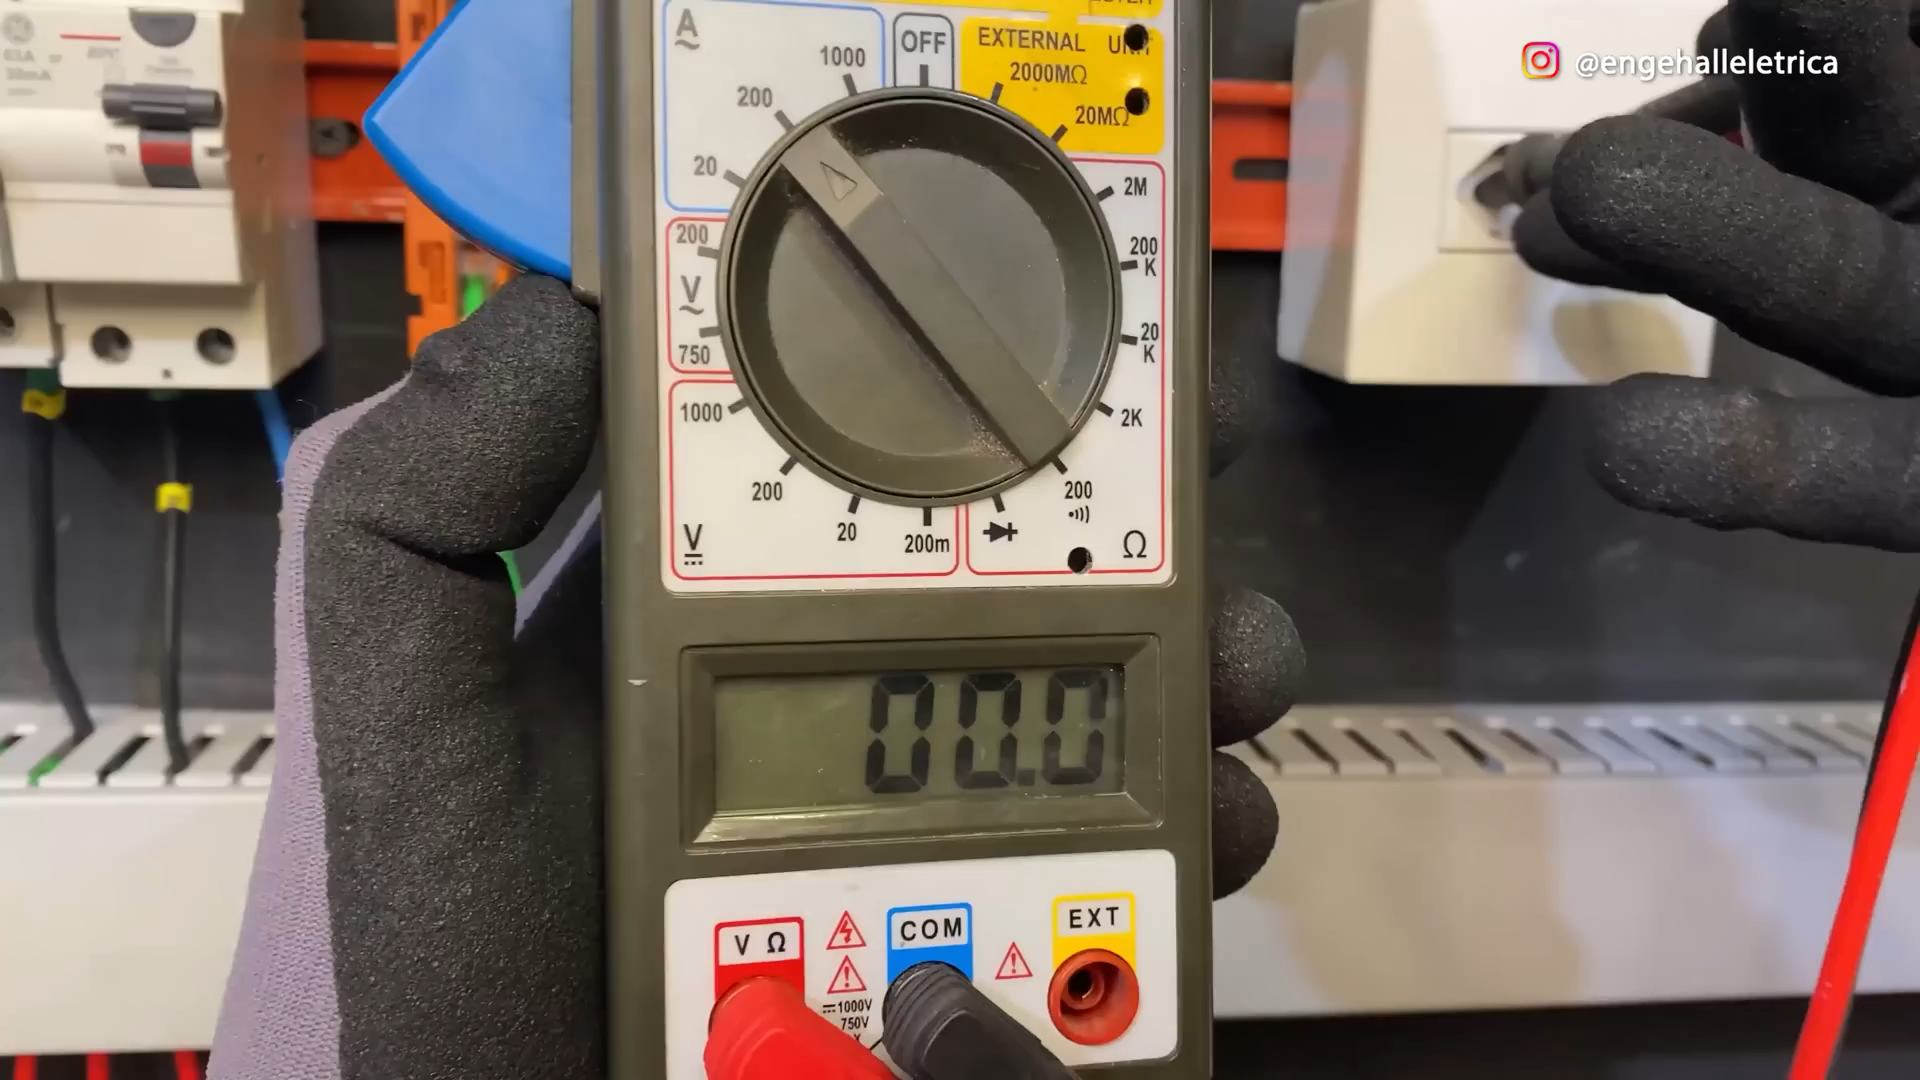 @engehalleletrica
A
1000
OFF
EXTERNAL UNIT
2000MΩ
20MΩ
200
20
200
V
750
1000
200
20
200m
V
2M
200
K
20
K
2K
200
Ω
00.0
V Ω
COM
EXT
1000V
750V